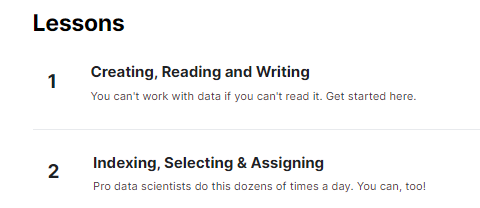 Lessons
1
Creating, Reading and Writing
You can't work with data if you can't read it. Get started here.
2
Indexing, Selecting & Assigning
Pro data scientists do this dozens of times a day. You can, too!